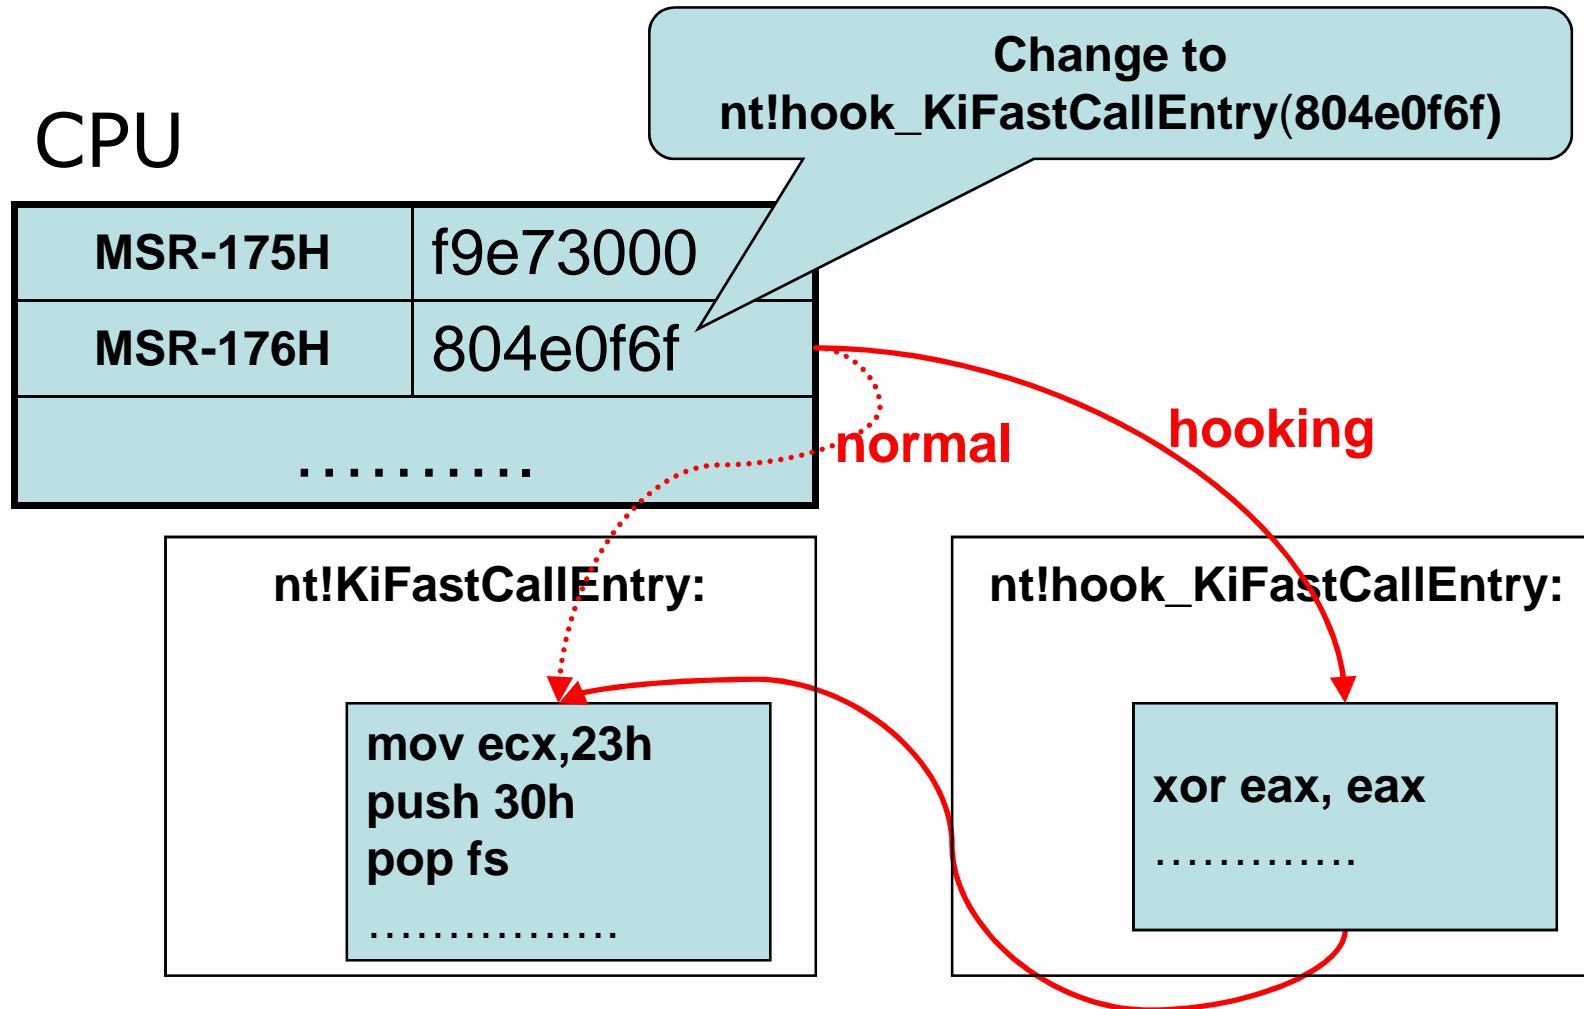 Change to
nt!hook_KiFastCallEntry(804e0f6f)
CPU
MSR-175H f9e73000
MSR-176H 804e0f6f
..........
normal
hooking
nt!KiFastCallEntry:
mov ecx,23h
push 30h
pop fs
................
nt!hook_KiFastCallEntry:
xor eax, eax
.............